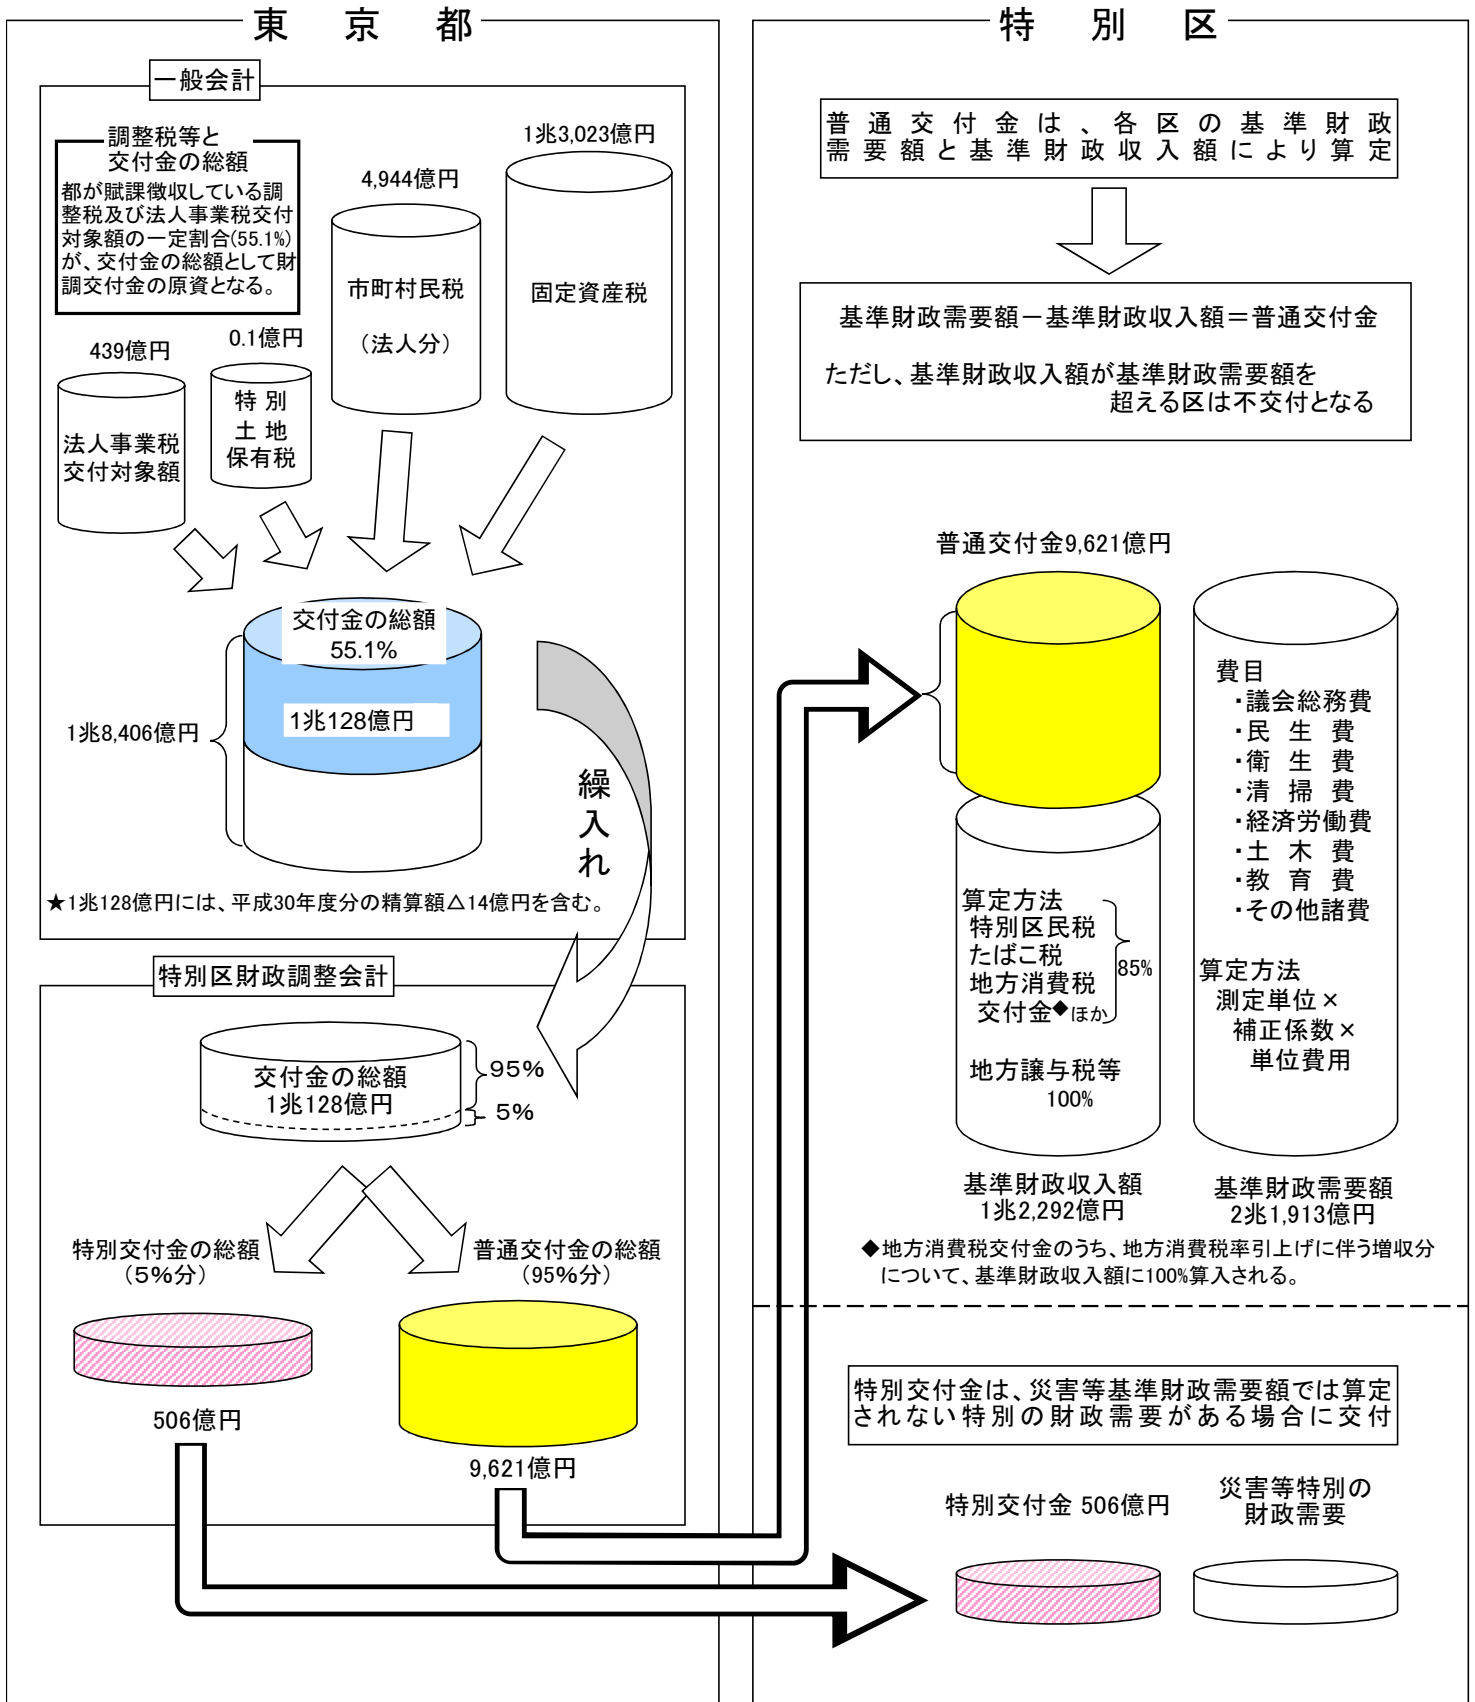 東京都
一般会計
調整税等と
交付金の総額
都が賦課徴収している調
整税及び法人事業税交付
対象額の一定割合(55.1%)
が、交付金の総額として財
調交付金の原資となる。
1兆3,023億円
4,944億円
0.1億円
439億円
固定資産税
市町村民税
（法人分）
特別
土地
保有税
法人事業税
交付対象額
交付金の総額
55.1%
1兆128億円
1兆8,406億円
繰入れ
★1兆128億円には、平成30年度分の精算額△14億円を含む。
特別区財政調整会計
交付金の総額
1兆128億円
95%
5%
特別交付金の総額
（5%分）
普通交付金の総額
（95%分）
506億円
9,621億円
特別区
普通交付金は、各区の基準財政
需要額と基準財政収入額により算定
基準財政需要額－基準財政収入額＝普通交付金
ただし、基準財政収入額が基準財政需要額を
超える区は不交付となる
普通交付金9,621億円
算定方法
特別区民税
たばこ税
地方消費税
交付金◆ほか
85%
地方譲与税等
100%
基準財政収入額
1兆2,292億円
費目
・議会総務費
・民生費
・衛生費
・清掃費
・経済労働費
・土木費
・教育費
・その他諸費
算定方法
測定単位×
補正係数×
単位費用
基準財政需要額
2兆1,913億円
◆地方消費税交付金のうち、地方消費税率引上げに伴う増収分
について、基準財政収入額に100%算入される。
特別交付金は、災害等基準財政需要額では算定
されない特別の財政需要がある場合に交付
特別交付金 506億円
災害等特別の
財政需要